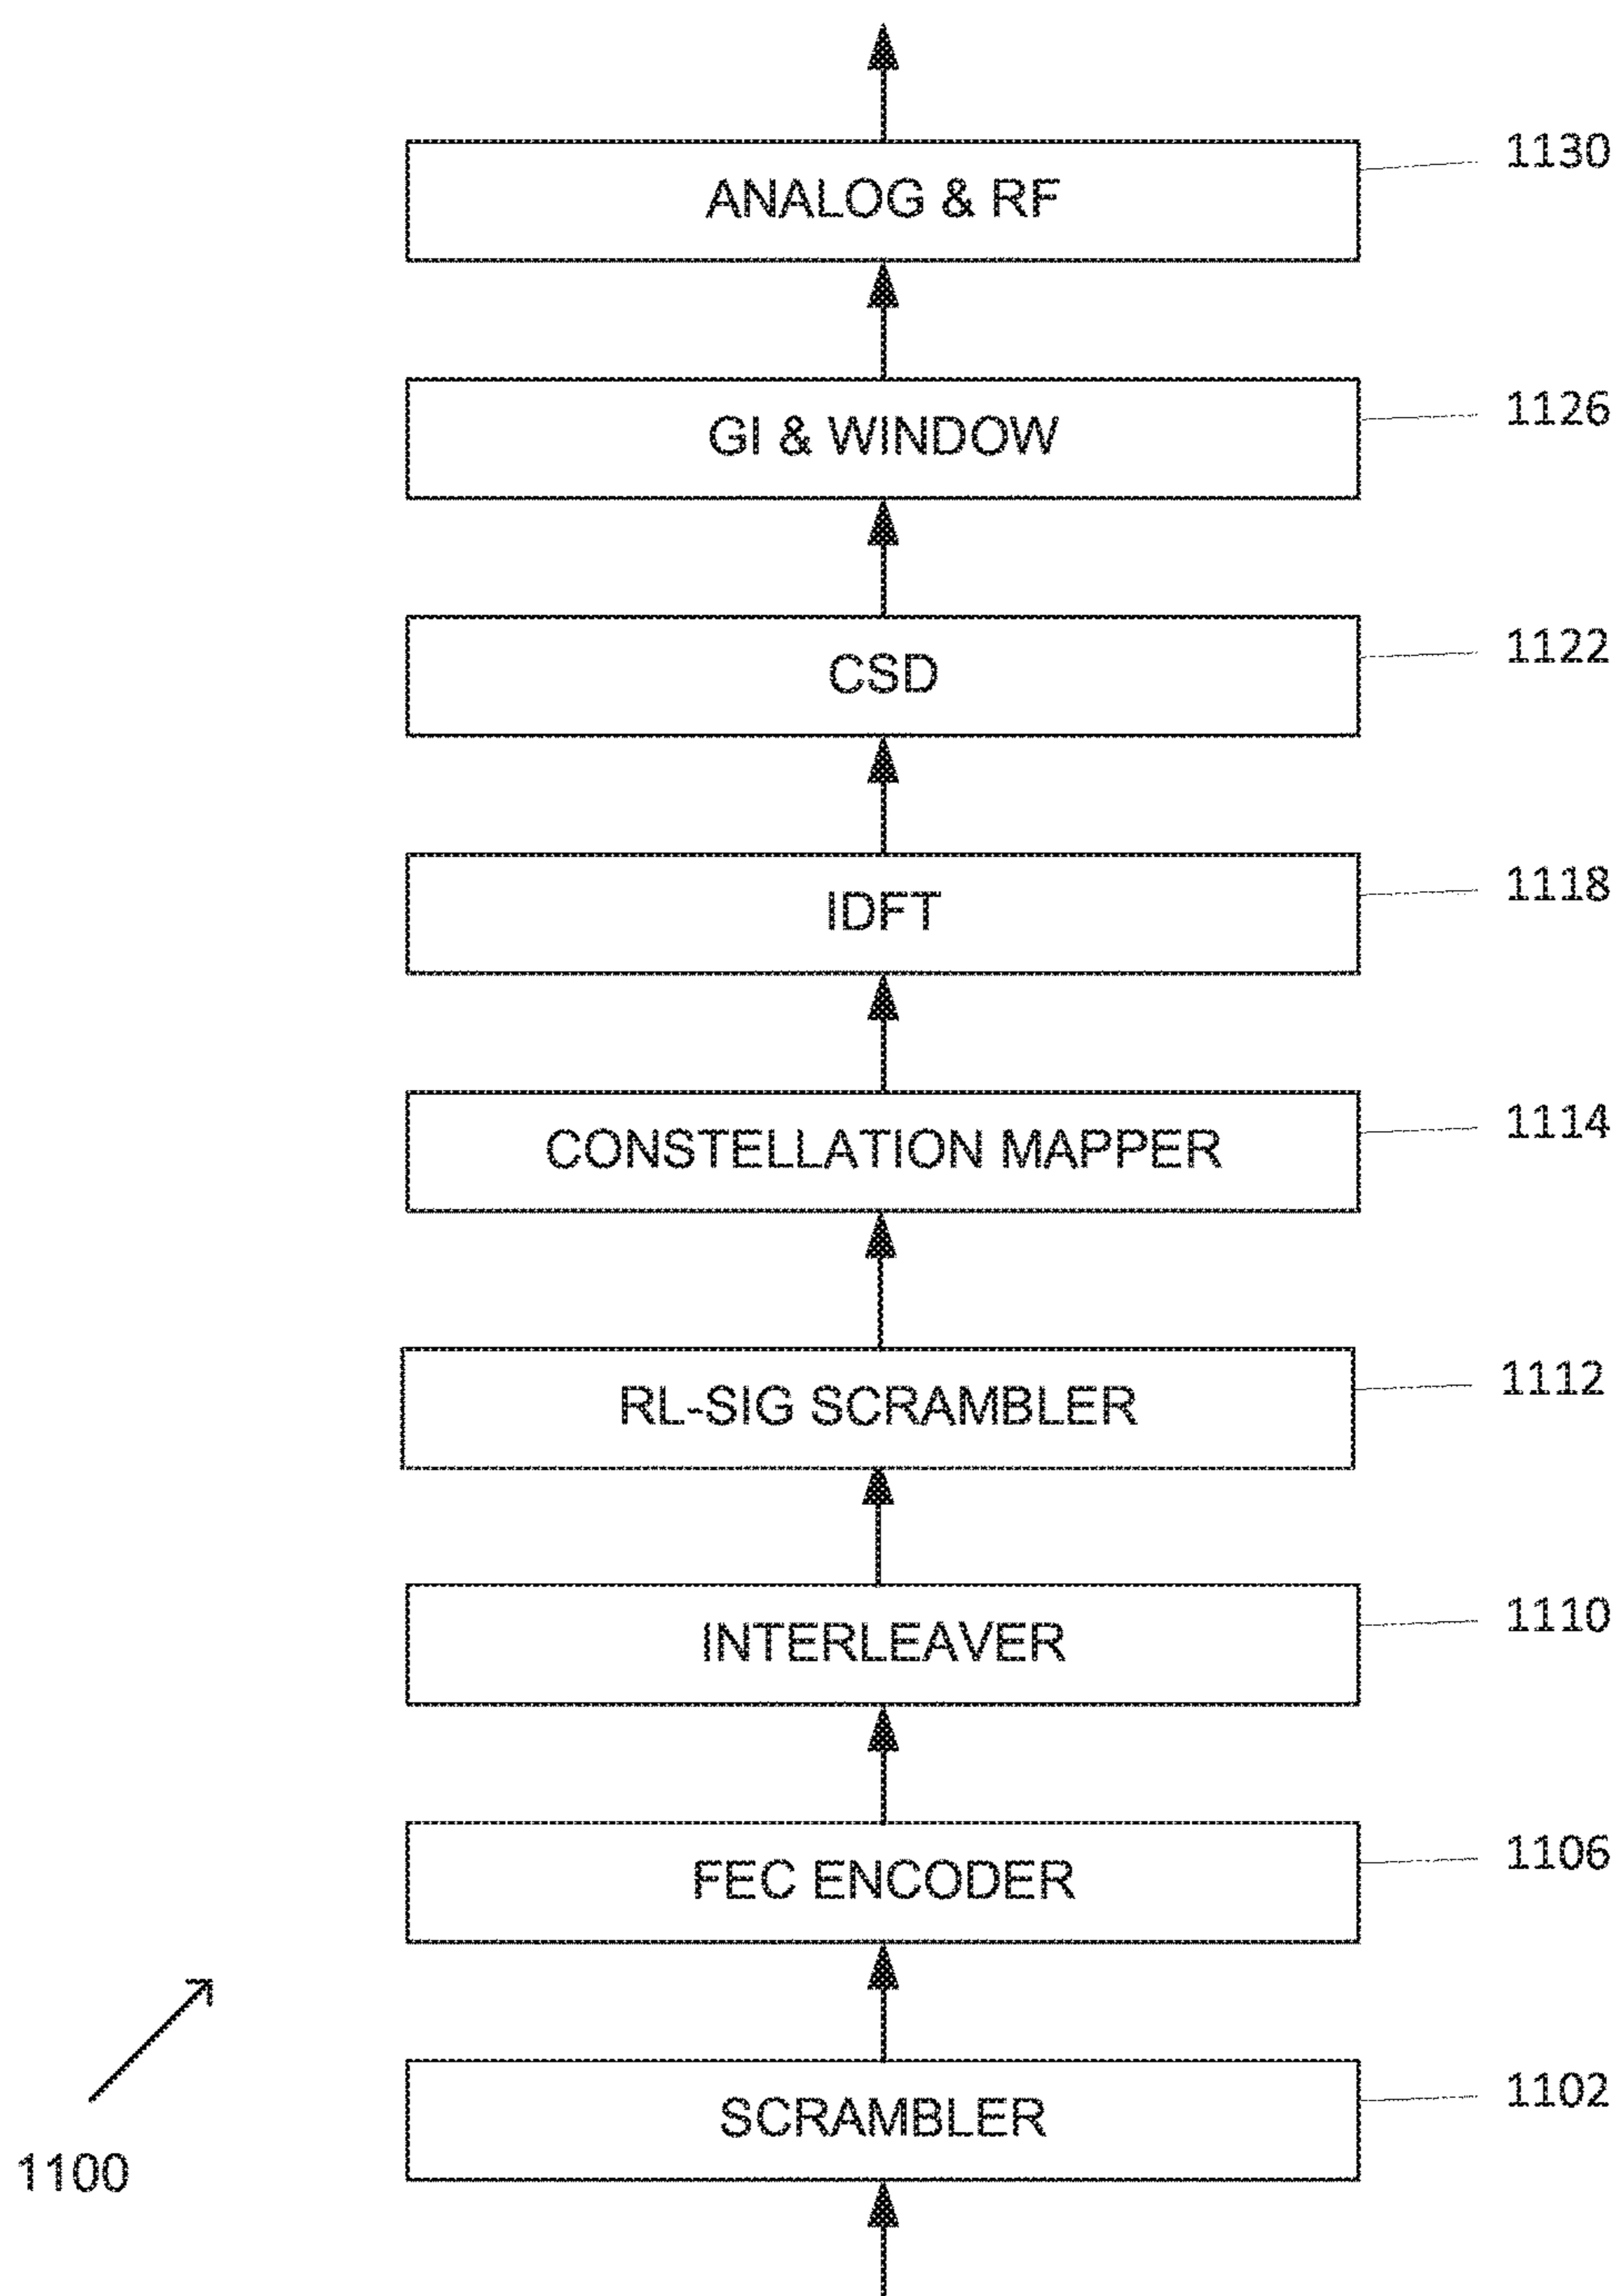 ANALOG & RF
1130
GI & WINDOW
1126
CSD
1122
IDFT
1118
CONSTELLATION MAPPER
1114
RL-SIG SCRAMBLER
1112
INTERLEAVER
1110
FEC ENCODER
1106
SCRAMBLER
1102
1100